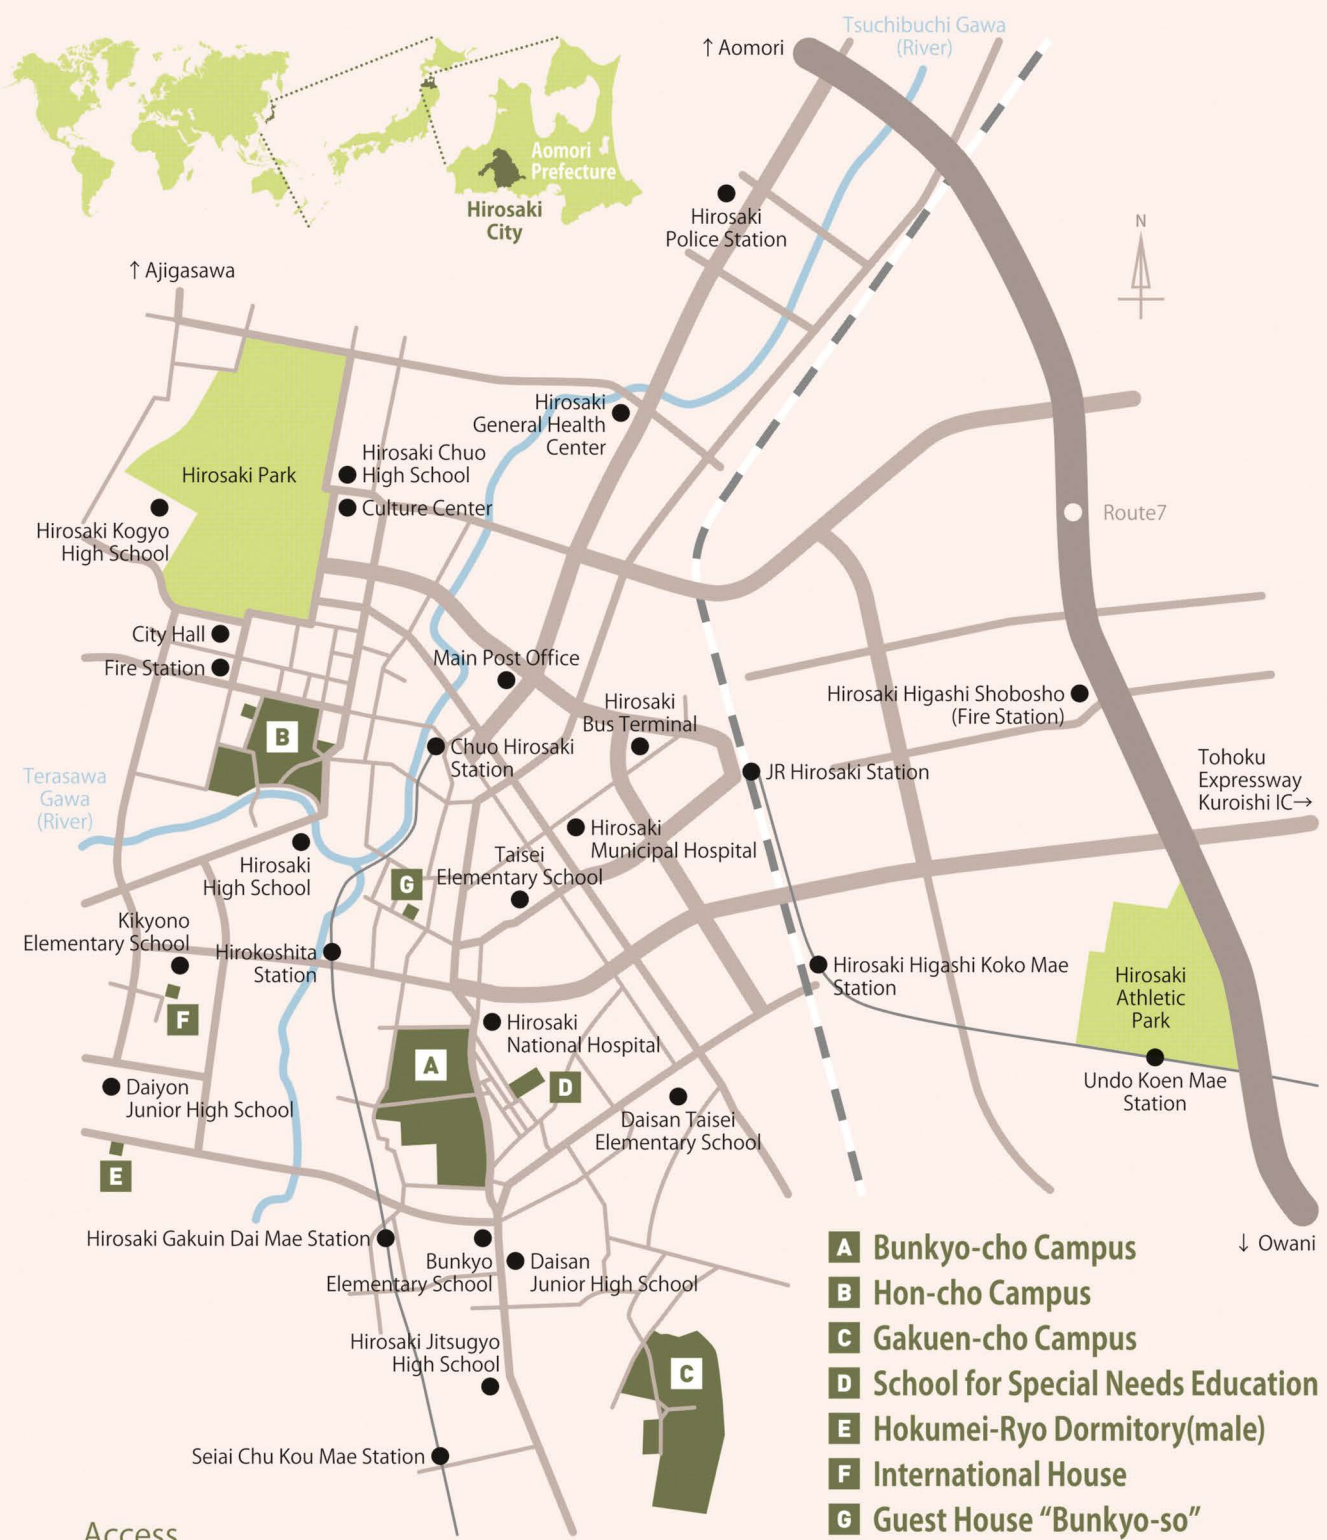 Tsuchibuchi Gawa
(River)
↑ Aomori
Aomori
Prefecture
Hirosaki
City
Hirosaki
Police Station
N
↑ Ajigasawa
Hirosaki
General Health
Center
Hirosaki Chuo
High School
Hirosaki Park
Culture Center
Route7
Hirosaki Kogyo
High School
City Hall
Fire Station
Main Post Office
Hirosaki
Bus Terminal
Hirosaki Higashi Shobosho
(Fire Station)
B
Chuo Hirosaki
Station
JR Hirosaki Station
Tohoku
Expressway
Kuroishi IC→
Terasawa
Gawa
(River)
Hirosaki
Municipal Hospital
Hirosaki
High School
Taisei
Elementary School
G
Kikyono
Elementary School
Hirokoshita
Station
Hirosaki Higashi Koko Mae
Station
Hirosaki
Athletic
Park
F
Hirosaki
National Hospital
A
D
Undo Koen Mae
Station
Daiyon
Junior High School
Daisan Taisei
Elementary School
E
Hirosaki Gakuin Dai Mae Station
Bunkyo
Elementary School
Daisan
Junior High School
↓ Owani
Hirosaki Jitsugyo
High School
C
Seiai Chu Kou Mae Station
A Bunkyo-cho Campus
B Hon-cho Campus
C Gakuen-cho Campus
D School for Special Needs Education
E Hokumei-Ryo Dormitory(male)
F International House
G Guest House “Bunkyo-so”
Access